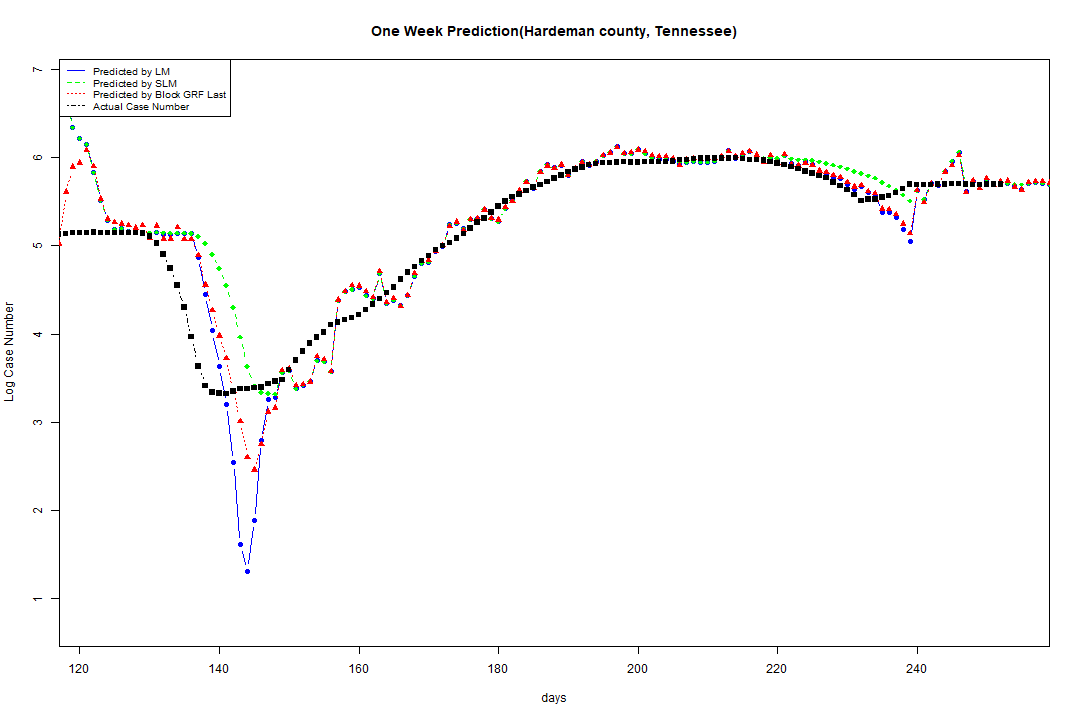 One Week Prediction(Hardeman county, Tennessee)
7
Predicted by LM
Predicted by SLM
Predicted by Block GRF Last
Actual Case Number
6
5
4
3
2
1
Log Case Number
120 140 160 180 200 220 240
days